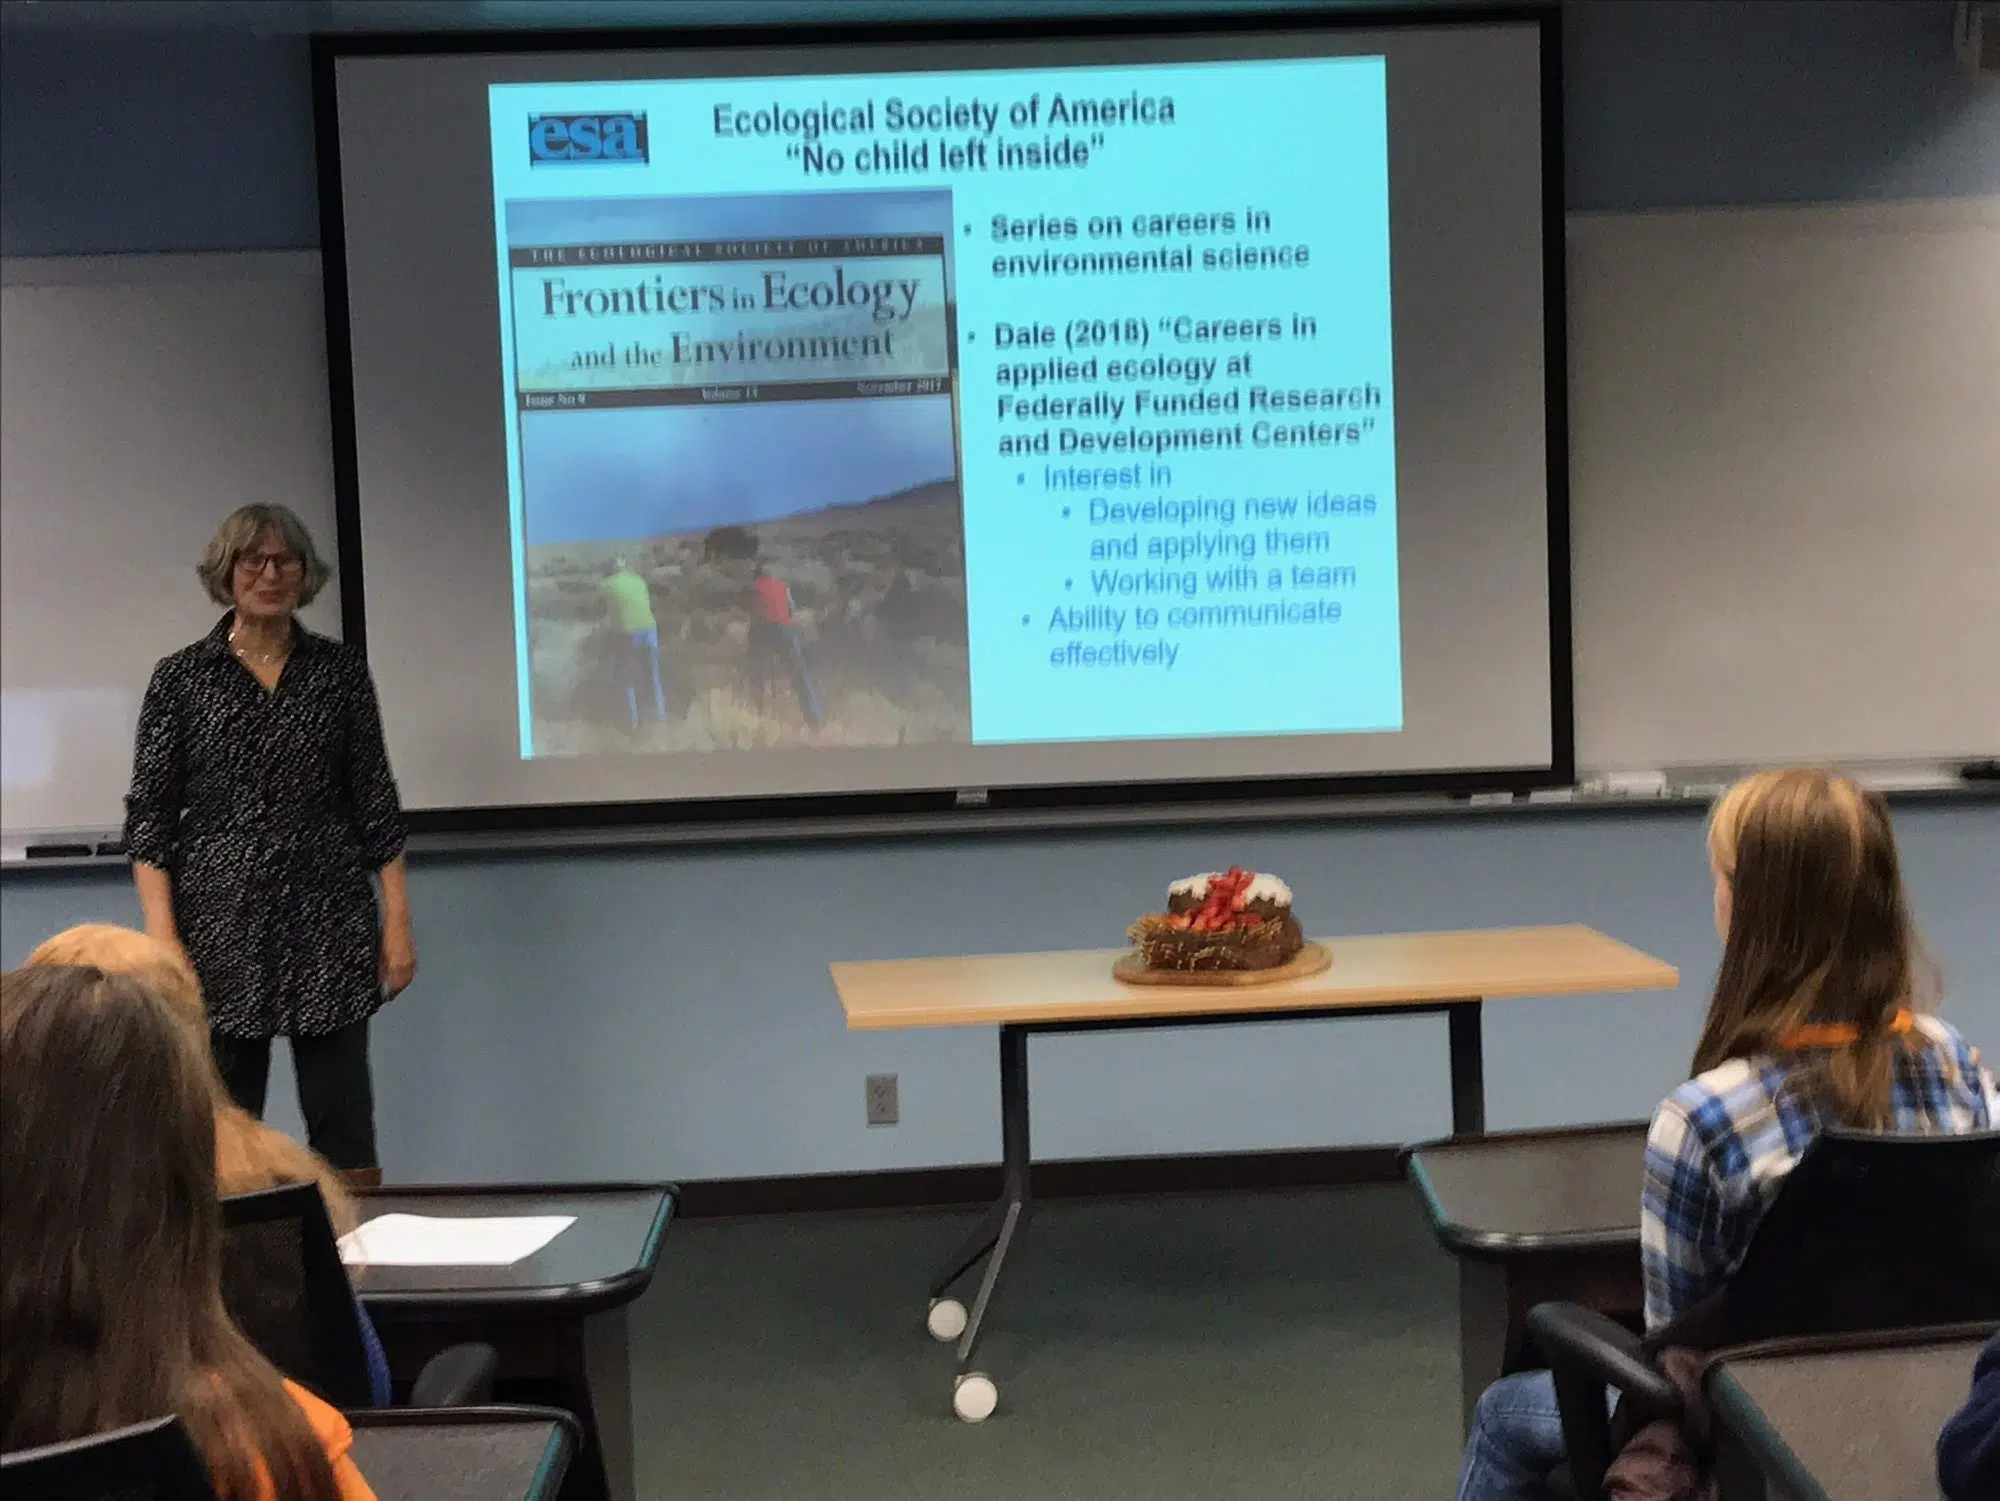 esa
Ecological Society of America
“No child left inside”
THE ECOLOGICAL SOCIETY OF AMERICA
Frontiers in Ecology
and the Environment
November 2017
• Series on careers in
environmental science
• Dale (2018) “Careers in
applied ecology at
Federally Funded Research
and Development Centers”
• Interest in
• Developing new ideas
and applying them
• Working with a team
• Ability to communicate
effectively